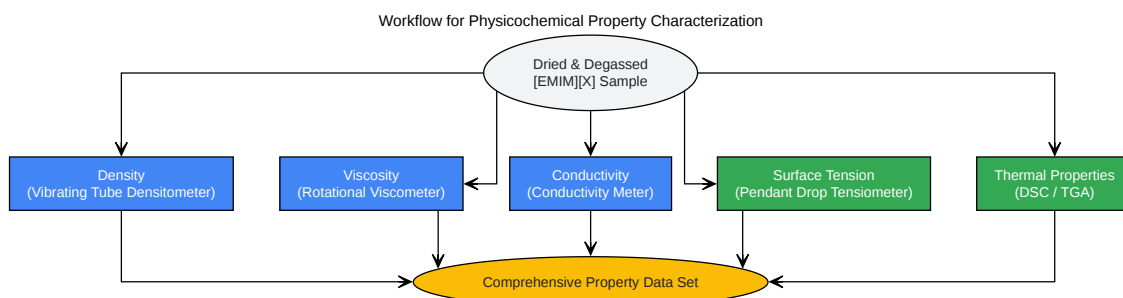 Workflow for Physicochemical Property Characterization
Dried & Degassed
[EMIM][X] Sample
Density
(Vibrating Tube Densitometer)
Viscosity
(Rotational Viscometer)
Conductivity
(Conductivity Meter)
Surface Tension
(Pendant Drop Tensiometer)
Thermal Properties
(DSC / TGA)
Comprehensive Property Data Set